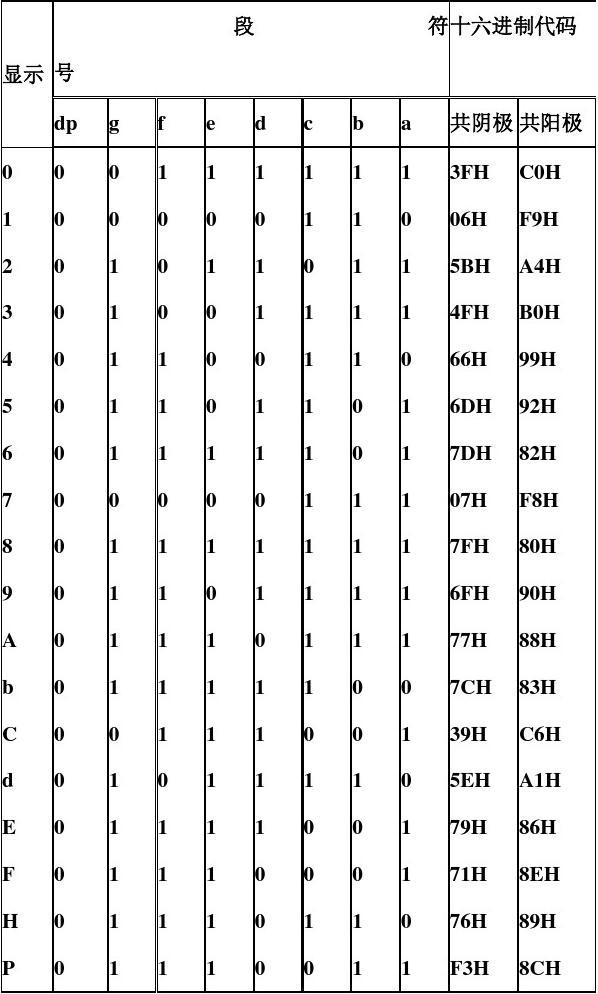 段 符 十六进制代码
显示 号
dp g f e d c b a 共阴极 共阳极
0 0 0 1 1 1 1 1 1 3FH C0H
1 0 0 0 0 0 1 1 0 06H F9H
2 0 1 0 1 1 0 1 1 5BH A4H
3 0 1 0 0 1 1 1 1 4FH B0H
4 0 1 1 0 0 1 1 0 66H 99H
5 0 1 1 0 1 1 0 1 6DH 92H
6 0 1 1 1 1 1 0 1 7DH 82H
7 0 0 0 0 0 1 1 1 07H F8H
8 0 1 1 1 1 1 1 1 7FH 80H
9 0 1 1 0 1 1 1 1 6FH 90H
A 0 1 1 1 0 1 1 1 77H 88H
b 0 1 1 1 1 1 0 0 7CH 83H
C 0 0 1 1 1 0 0 1 39H C6H
d 0 1 0 1 1 1 1 0 5EH A1H
E 0 1 1 1 1 0 0 1 79H 86H
F 0 1 1 1 0 0 0 1 71H 8EH
H 0 1 1 1 0 1 1 0 76H 89H
P 0 1 1 1 0 0 1 1 F3H 8CH